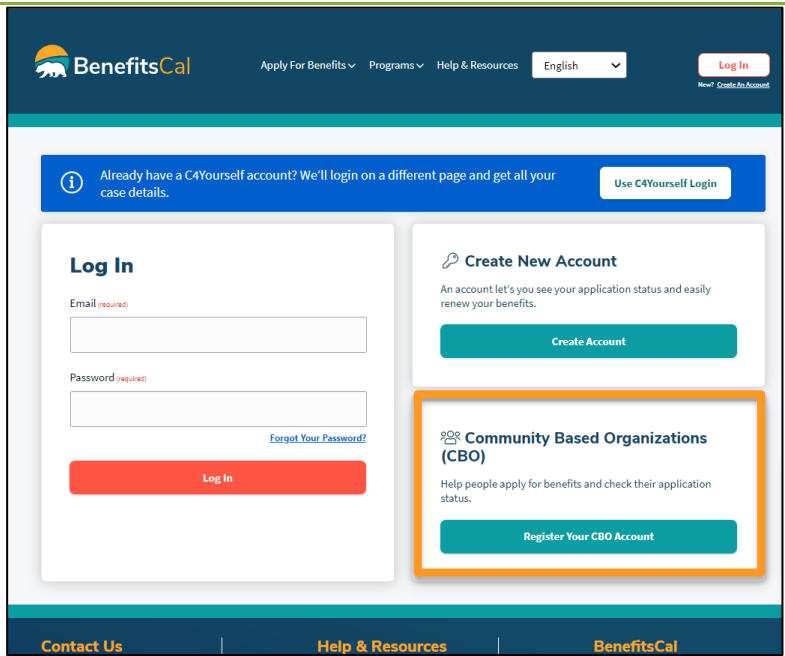 BenefitsCal
Apply For Benefits
Programs
Help & Resources
English
Log In
New? Create An Account
Already have a C4Yourself account? We'll login on a different page and get all your
case details.
Use C4Yourself Login
Log In
Email (required)
Password (required)
Forgot Your Password?
Log In
Create New Account
An account let's you see your application status and easily
renew your benefits.
Create Account
Community Based Organizations
(CBO)
Help people apply for benefits and check their application
status.
Register Your CBO Account
Contact Us
Help & Resources
BenefitsCal